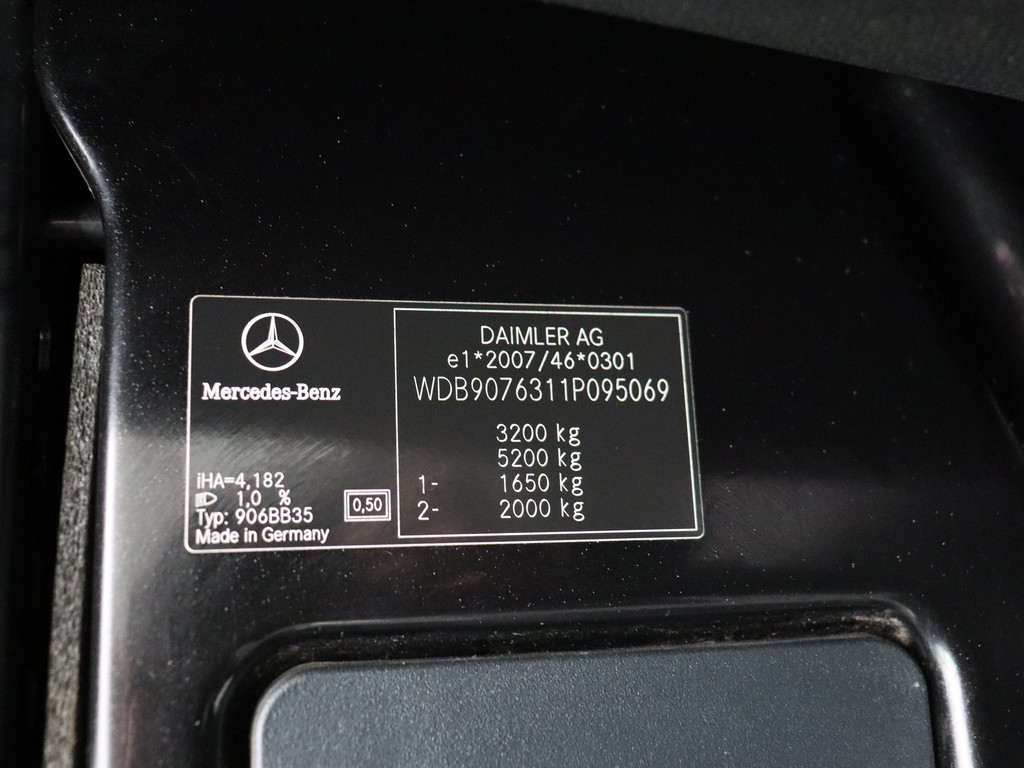 Mercedes-Benz
iHA=4,182
1.0 %
Typ: 906BB35
Made in Germany
0,50
DAIMLER AG
e1*2007/46*0301
WDB9076311P095069
3200 kg
5200 kg
1- 1650 kg
2- 2000 kg